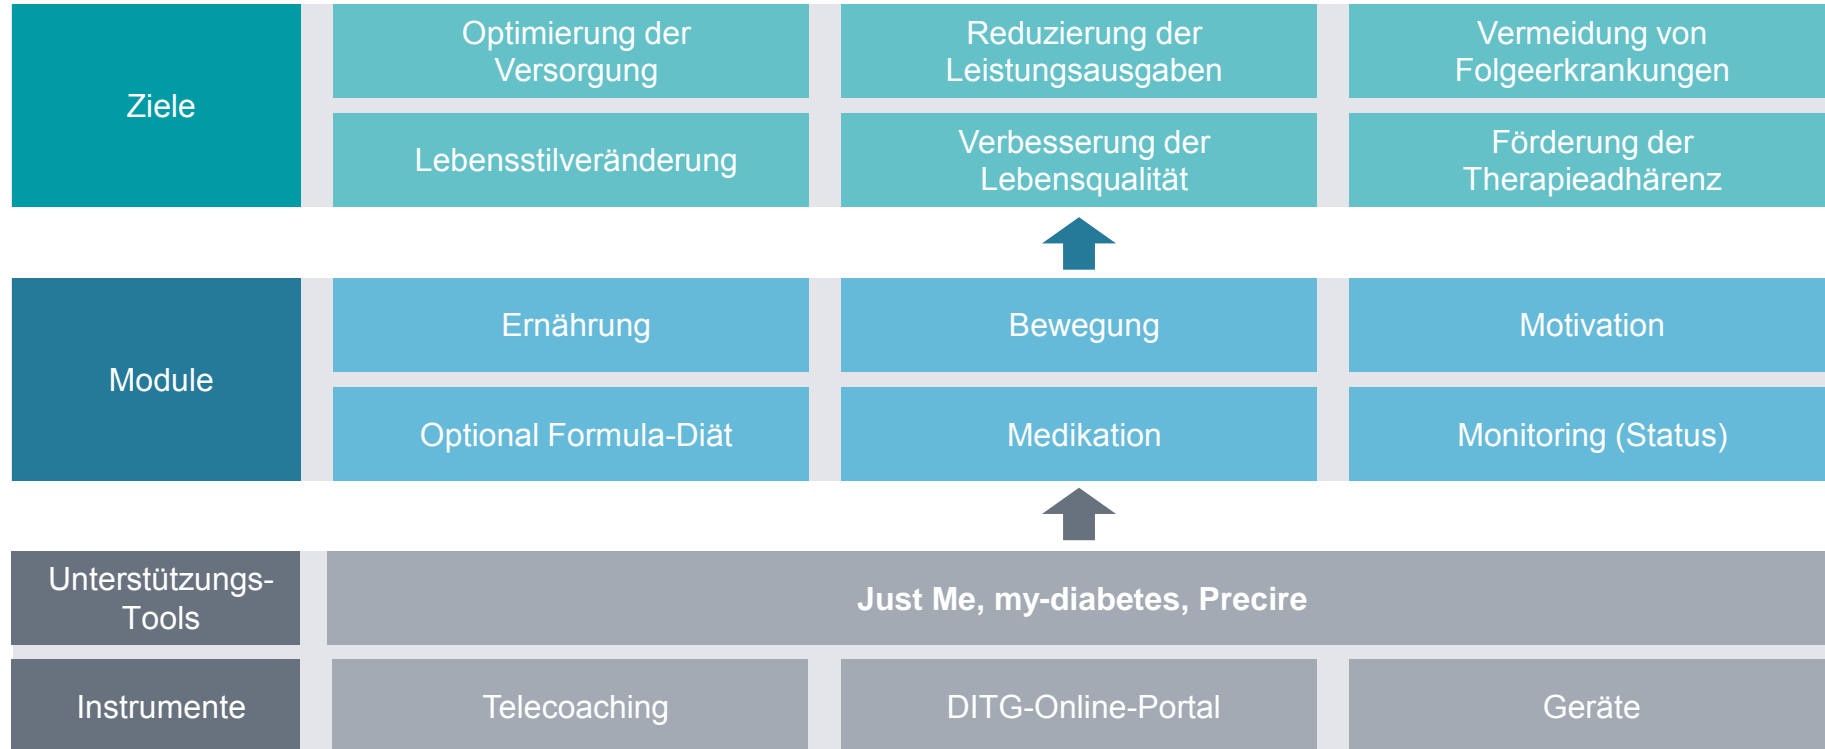 Ziele
Optimierung der
Versorgung
Reduzierung der
Leistungsausgaben
Vermeidung von
Folgeerkrankungen
Lebensstilveränderung
Verbesserung der
Lebensqualität
Förderung der
Therapieadhärenz
Module
Ernährung
Bewegung
Motivation
Optional Formula-Diät
Medikation
Monitoring (Status)
Unterstützungs-
Tools
Just Me, my-diabetes, Precire
Instrumente
Telecoaching
DITG-Online-Portal
Geräte